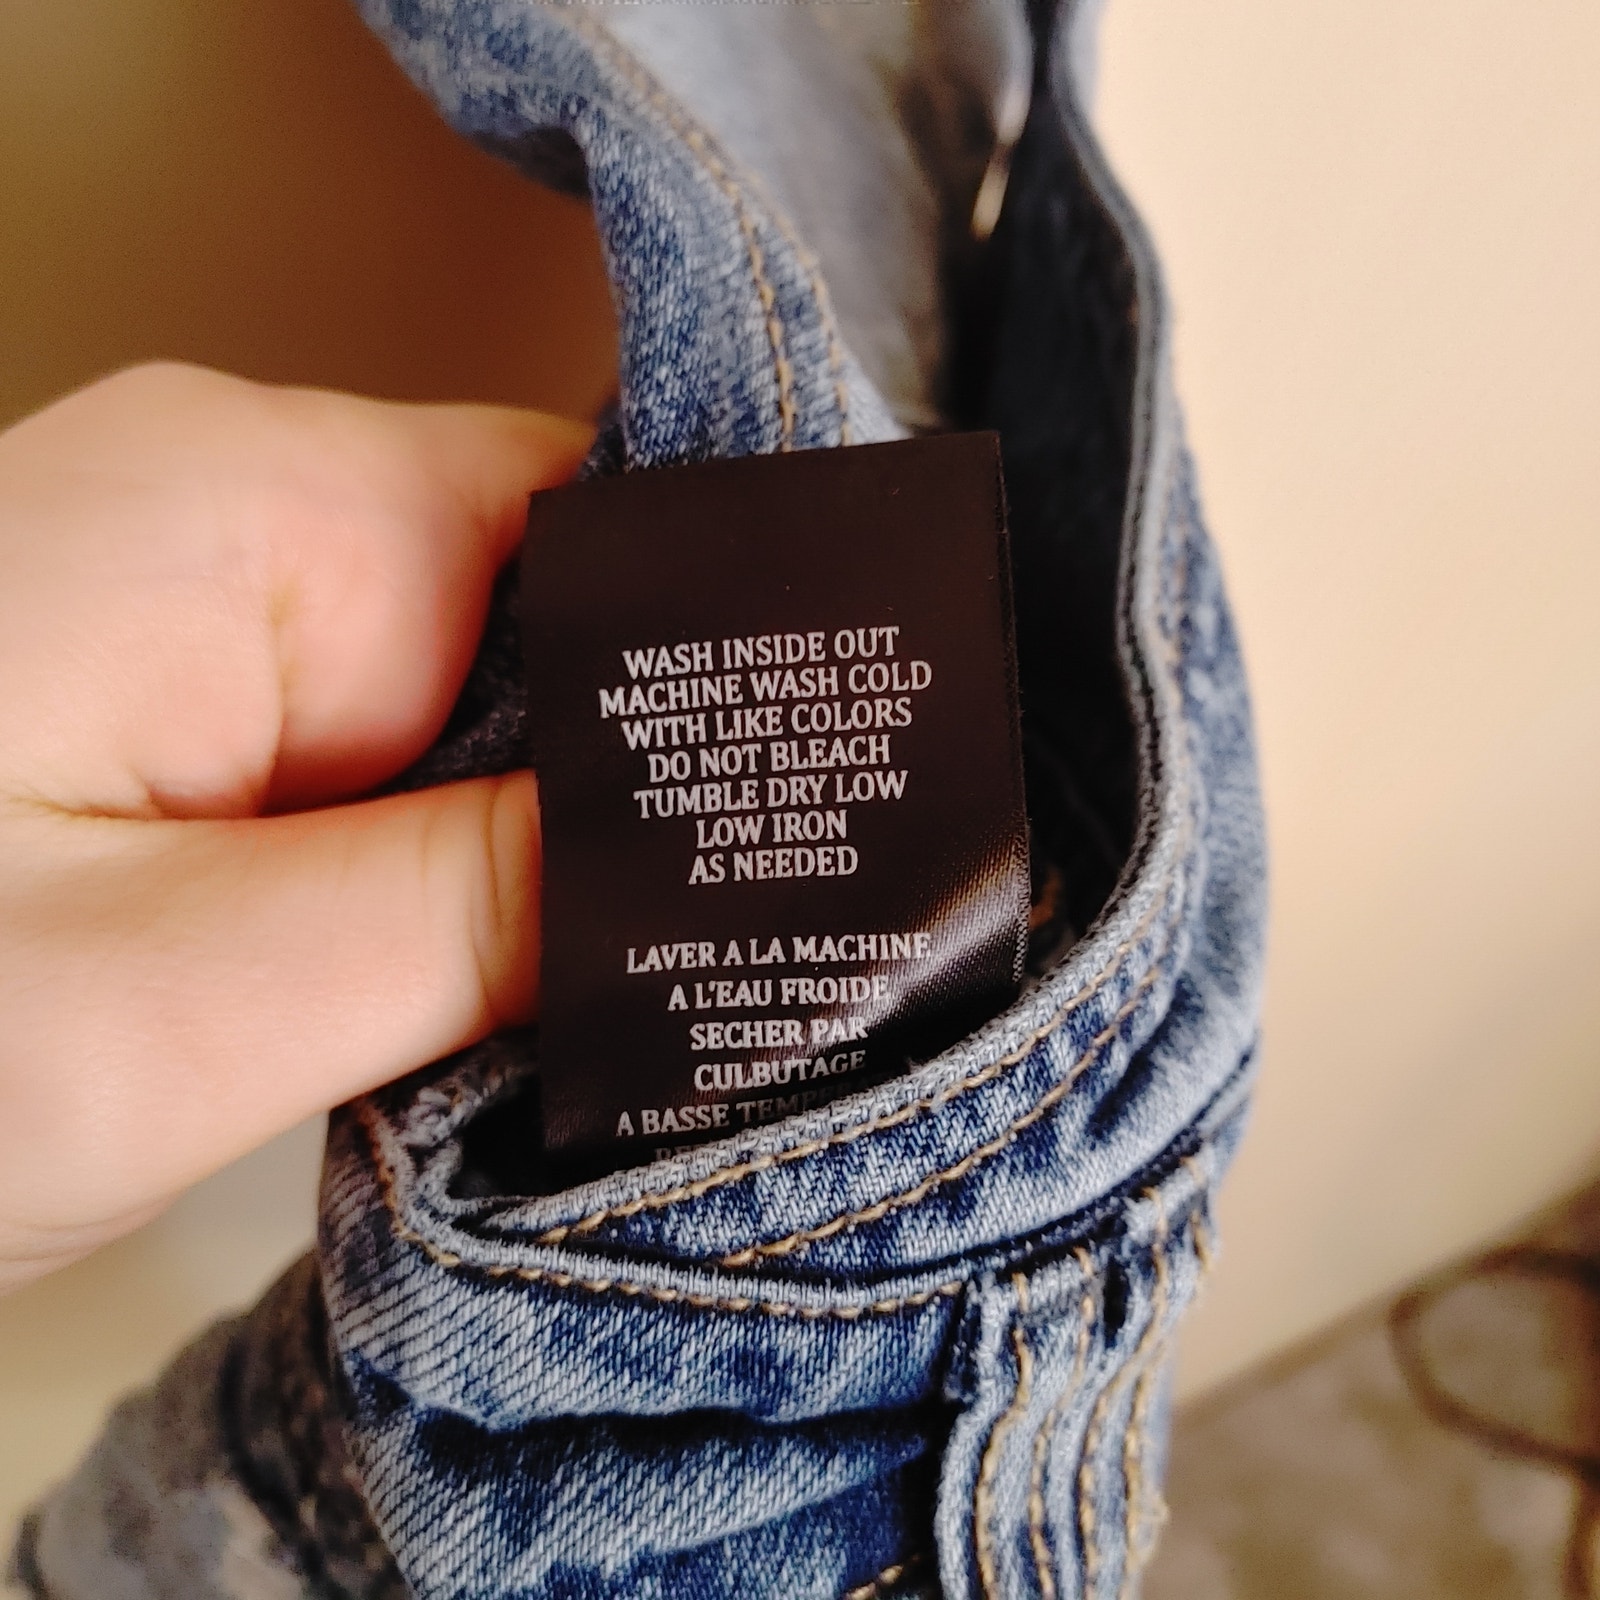 WASH INSIDE OUT
MACHINE WASH COLD
WITH LIKE COLORS
DO NOT BLEACH
TUMBLE DRY LOW
LOW IRON
AS NEEDED
LAVER A LA MACHINE
A L'EAU FROIDE
SECHER PAR
CULBUTAGE
A BASSE